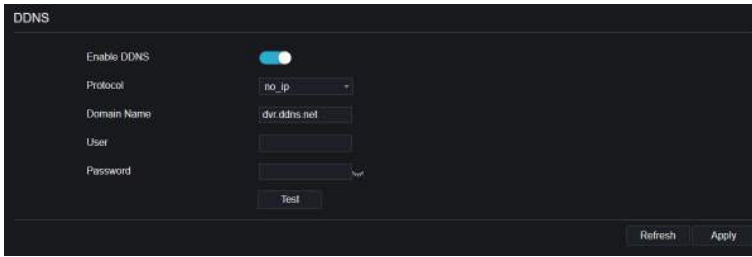 DDNS
Enable DDNS
Protocol no_ip
Domain Name dvr.ddns.net
User
Password
Test
Refresh Apply